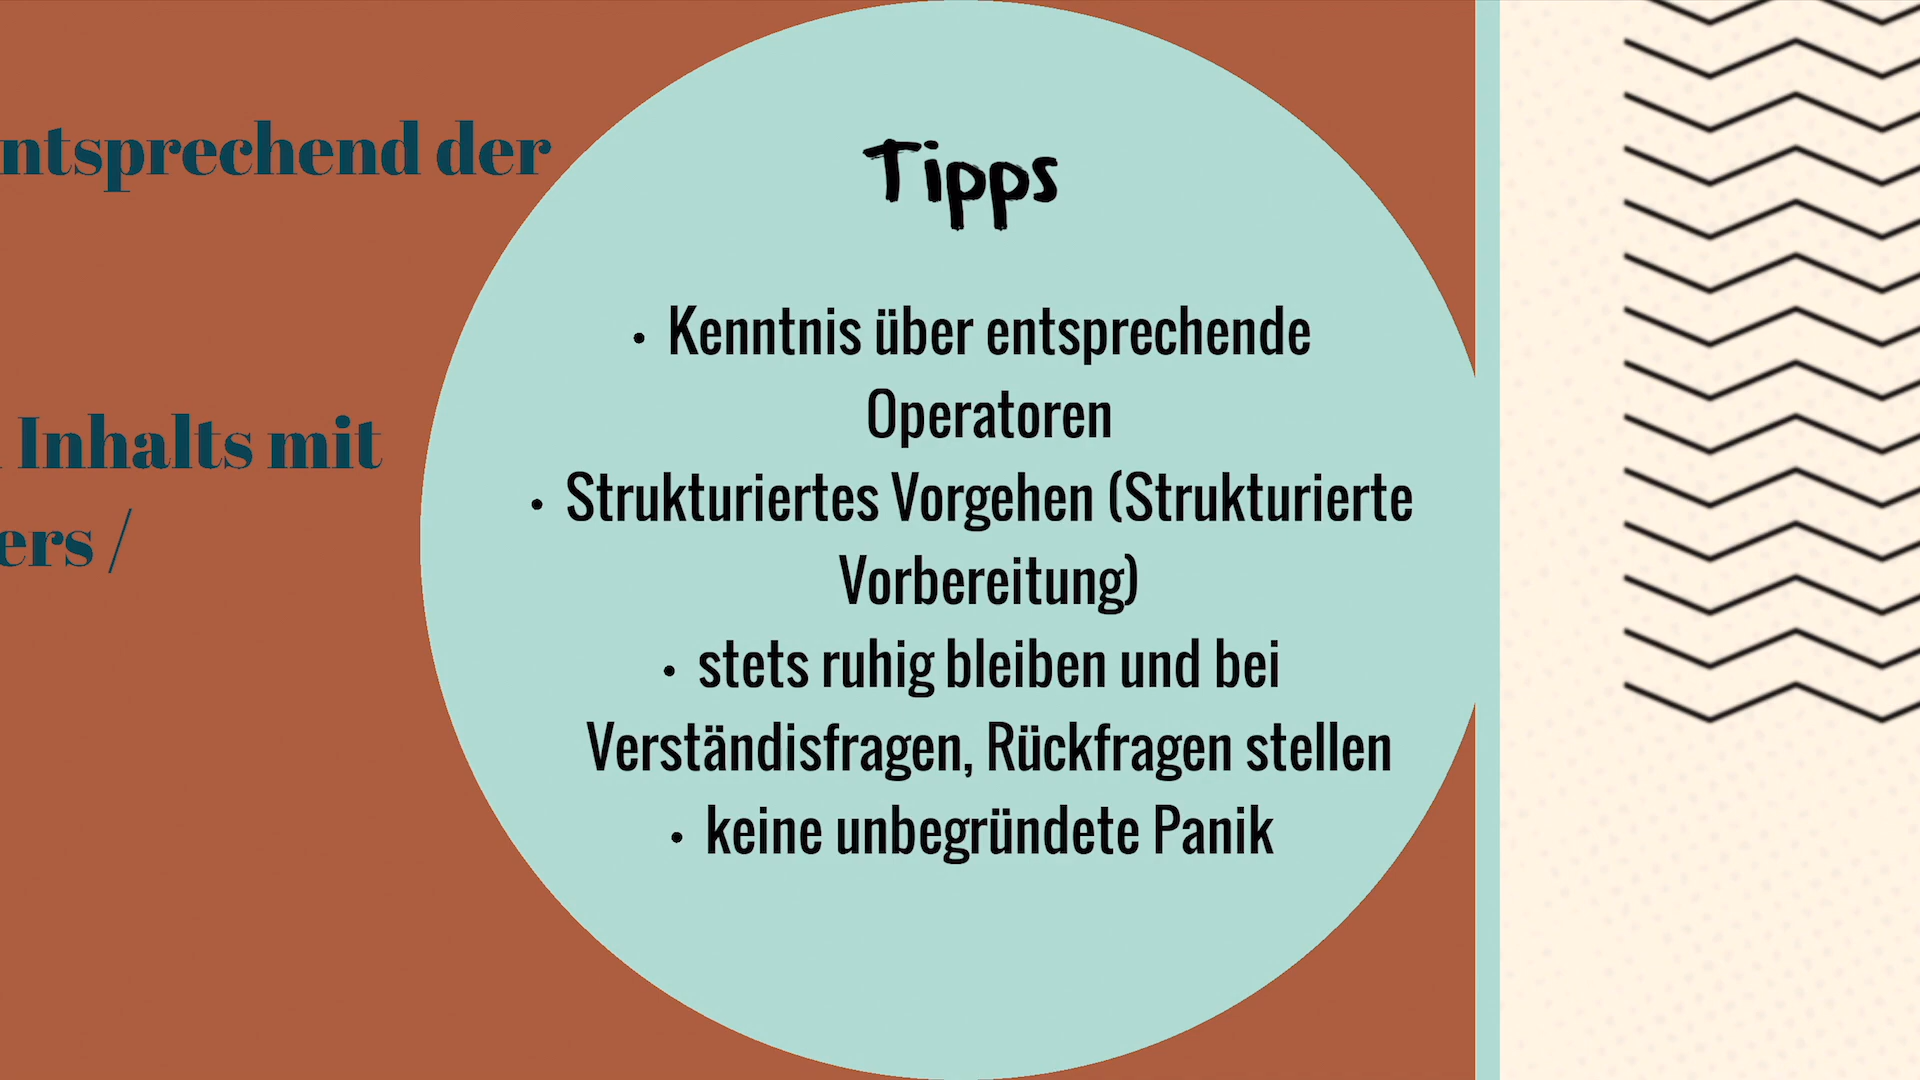 entsprechend der
Inhalts mit
ers /
Tipps
• Kenntnis über entsprechende
Operatoren
• Strukturiertes Vorgehen (Strukturierte
Vorbereitung)
• stets ruhig bleiben und bei
Verständisfragen, Rückfragen stellen
• keine unbegründete Panik